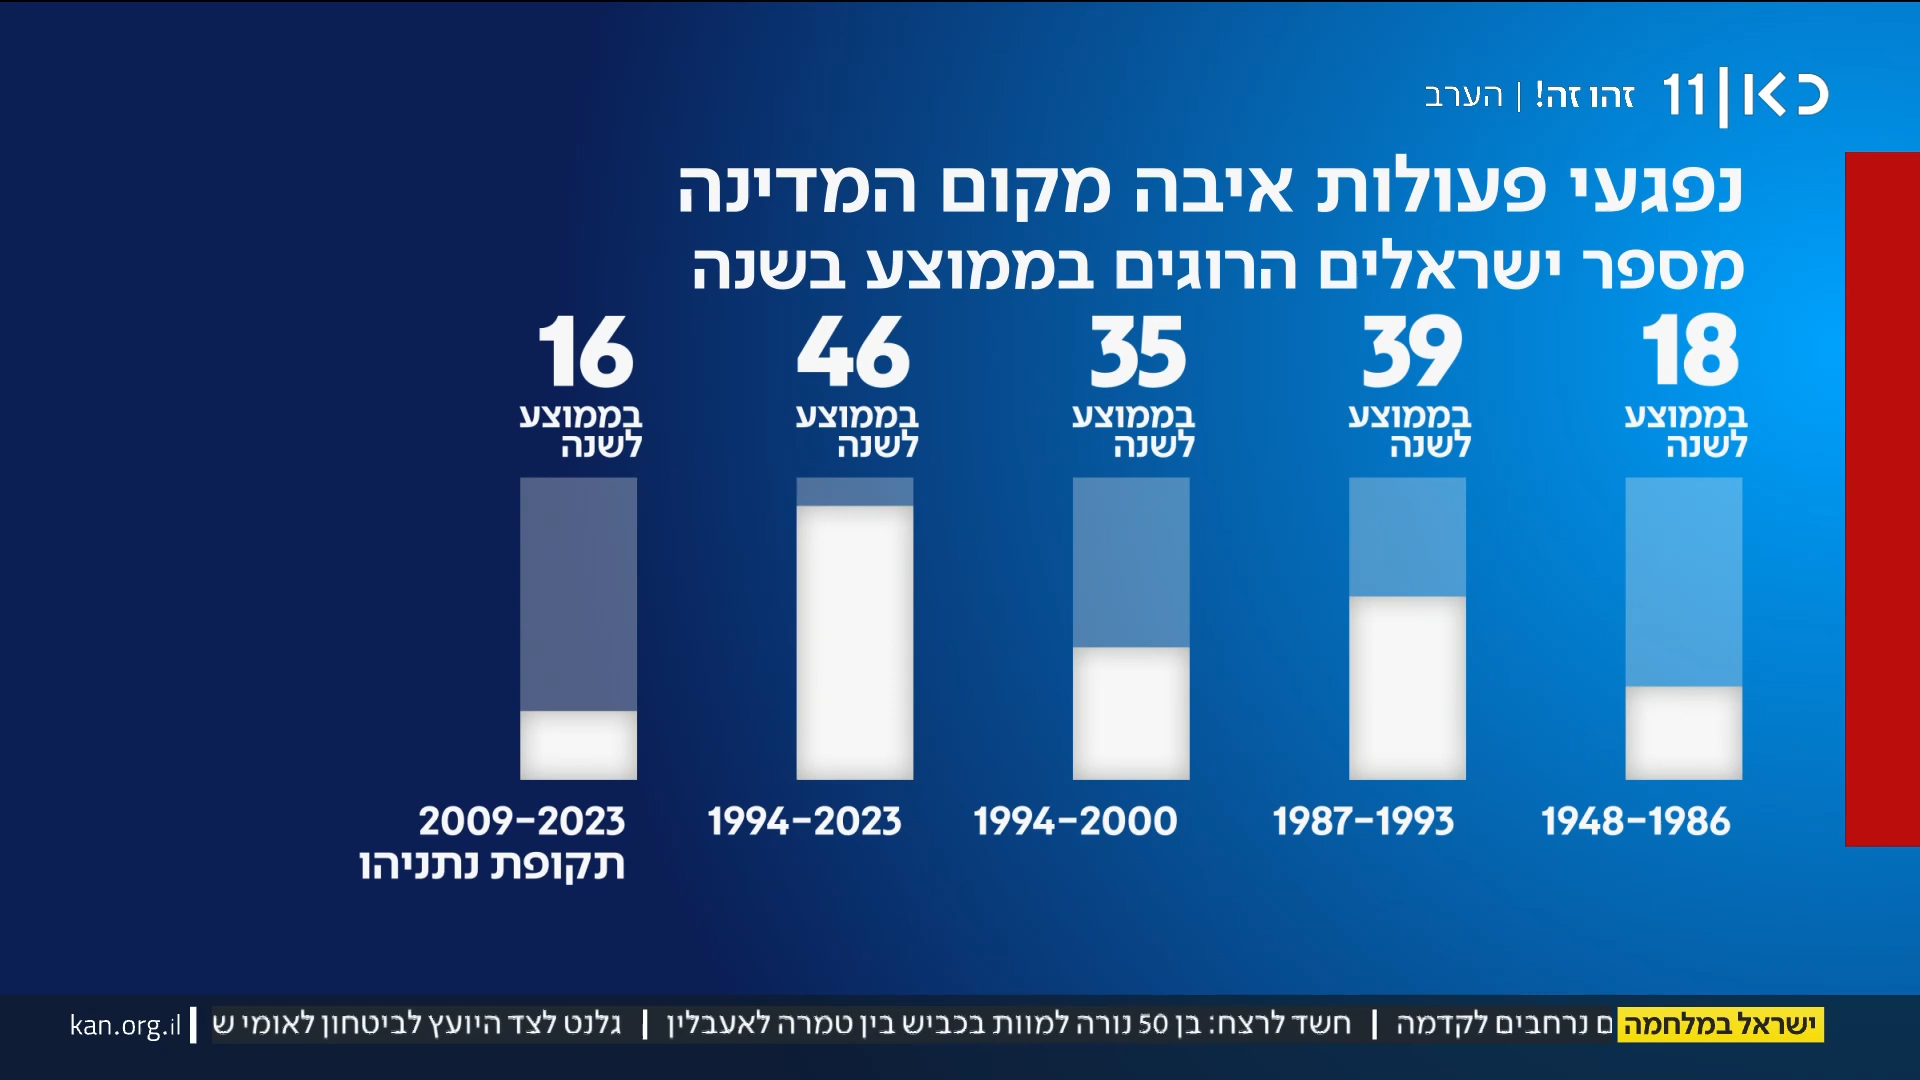 כאן 11 זהו זה! | הערב
נפגעי פעולות איבה מקום המדינה
מספר ישראלים הרוגים בממוצע בשנה
18
בממוצע
לשנה
1948-1986
39
בממוצע
לשנה
1987-1993
35
בממוצע
לשנה
1994-2000
46
בממוצע
לשנה
1994-2023
16
בממוצע
לשנה
2009-2023
תקופת נתניהו
ישראל במלחמה ם נרחבים לקדמה | חשד לרצח: בן 50 נורה למוות בכביש בין טמרה לאעבלין | גלנט לצד היועץ לביטחון לאומי ש | kan.org.il